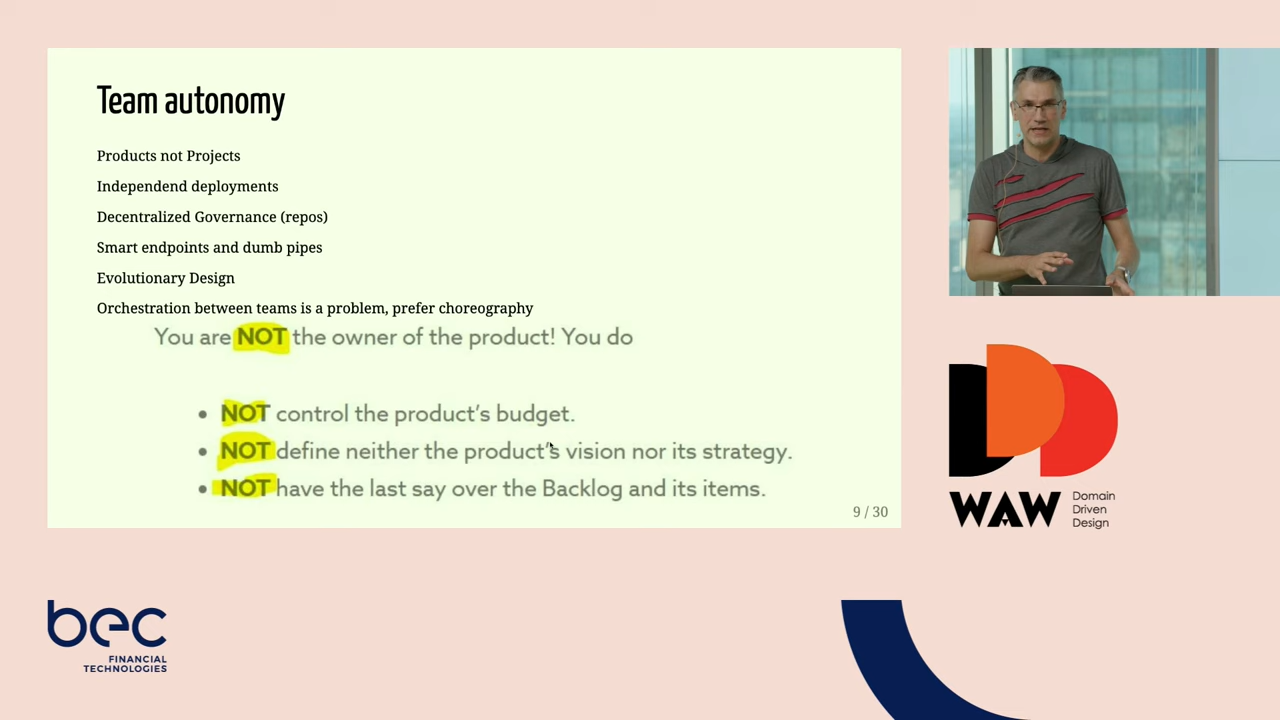 Team autonomy
Products not Projects
Independend deployments
Decentralized Governance (repos)
Smart endpoints and dumb pipes
Evolutionary Design
Orchestration between teams is a problem, prefer choreography
You are NOT the owner of the product! You do
• NOT control the product's budget.
• NOT define neither the product's vision nor its strategy.
• NOT have the last say over the Backlog and its items.
9 / 30
WAW
Domain
Driven
Design
bec
FINANCIAL
TECHNOLOGIES